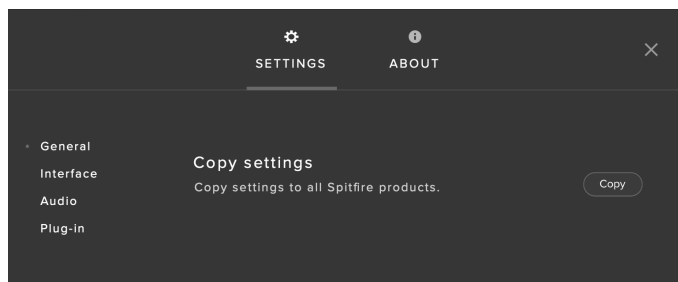 SETTINGS
ABOUT
General
Interface
Audio
Plug-in
Copy settings
Copy settings to all Spitfire products.
Copy